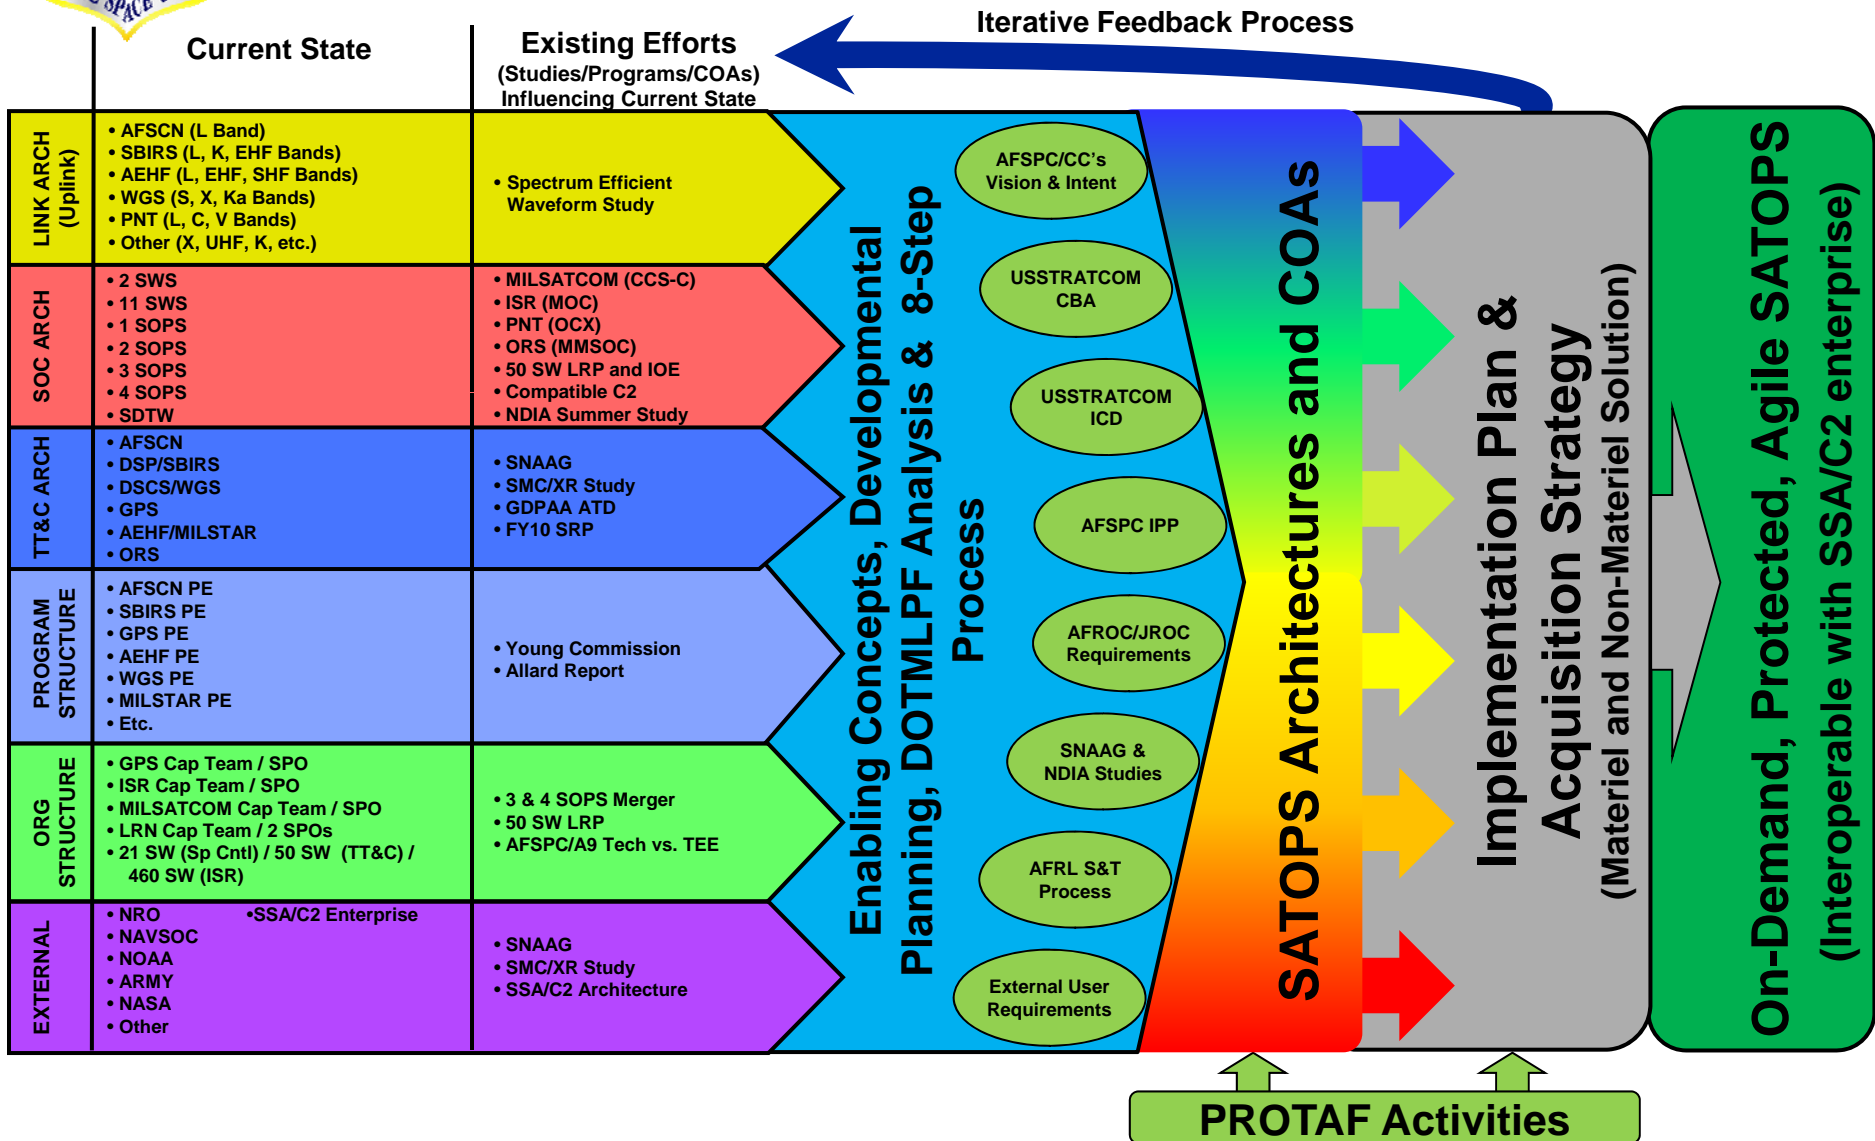 C SPACE
Iterative Feedback Process
Current State
Existing Efforts
(Studies/Programs/COAs)
Influencing Current State
LINK ARCH
(Uplink)
• AFSCN (L Band)
• SBIRS (L, K, EHF Bands)
• AEHF (L, EHF, SHF Bands)
• WGS (S, X, Ka Bands)
• PNT (L, C, V Bands)
• Other (X, UHF, K, etc.)
• Spectrum Efficient
Waveform Study
SOC ARCH
• 2 SWS
• 11 SWS
• 1 SOPS
• 2 SOPS
• 3 SOPS
• 4 SOPS
• SDTW
• MILSATCOM (CCS-C)
• ISR (MOC)
• PNT (OCX)
• ORS (MMSOC)
• 50 SW LRP and IOE
• Compatible C2
• NDIA Summer Study
TT&C ARCH
• AFSCN
• DSP/SBIRS
• DSCS/WGS
• GPS
• AEHF/MILSTAR
• ORS
• SNAAG
• SMC/XR Study
• GDPAA ATD
• FY10 SRP
PROGRAM
STRUCTURE
• AFSCN PE
• SBIRS PE
• GPS PE
• AEHF PE
• WGS PE
• MILSTAR PE
• Etc.
• Young Commission
• Allard Report
ORG
STRUCTURE
• GPS Cap Team / SPO
• ISR Cap Team / SPO
• MILSATCOM Cap Team / SPO
• LRN Cap Team / 2 SPOs
• 21 SW (Sp Cntl) / 50 SW (TT&C) /
460 SW (ISR)
• 3 & 4 SOPS Merger
• 50 SW LRP
• AFSPC/A9 Tech vs. TEE
EXTERNAL
• NRO •SSA/C2 Enterprise
• NAVSOC
• NOAA
• ARMY
• NASA
• Other
• SNAAG
• SMC/XR Study
• SSA/C2 Architecture
Enabling Concepts, Developmental
Planning, DOTMLPF Analysis & 8-Step
Process
AFSPC/CC's
Vision & Intent
USSTRATCOM
CBA
USSTRATCOM
ICD
AFSPC IPP
AFROC/JROC
Requirements
SNAAG &
NDIA Studies
AFRL S&T
Process
External User
Requirements
SATOPS Architectures and COAs
Implementation Plan &
Acquisition Strategy
(Materiel and Non-Materiel Solution)
On-Demand, Protected, Agile SATOPS
(Interoperable with SSA/C2 enterprise)
PROTAF Activities